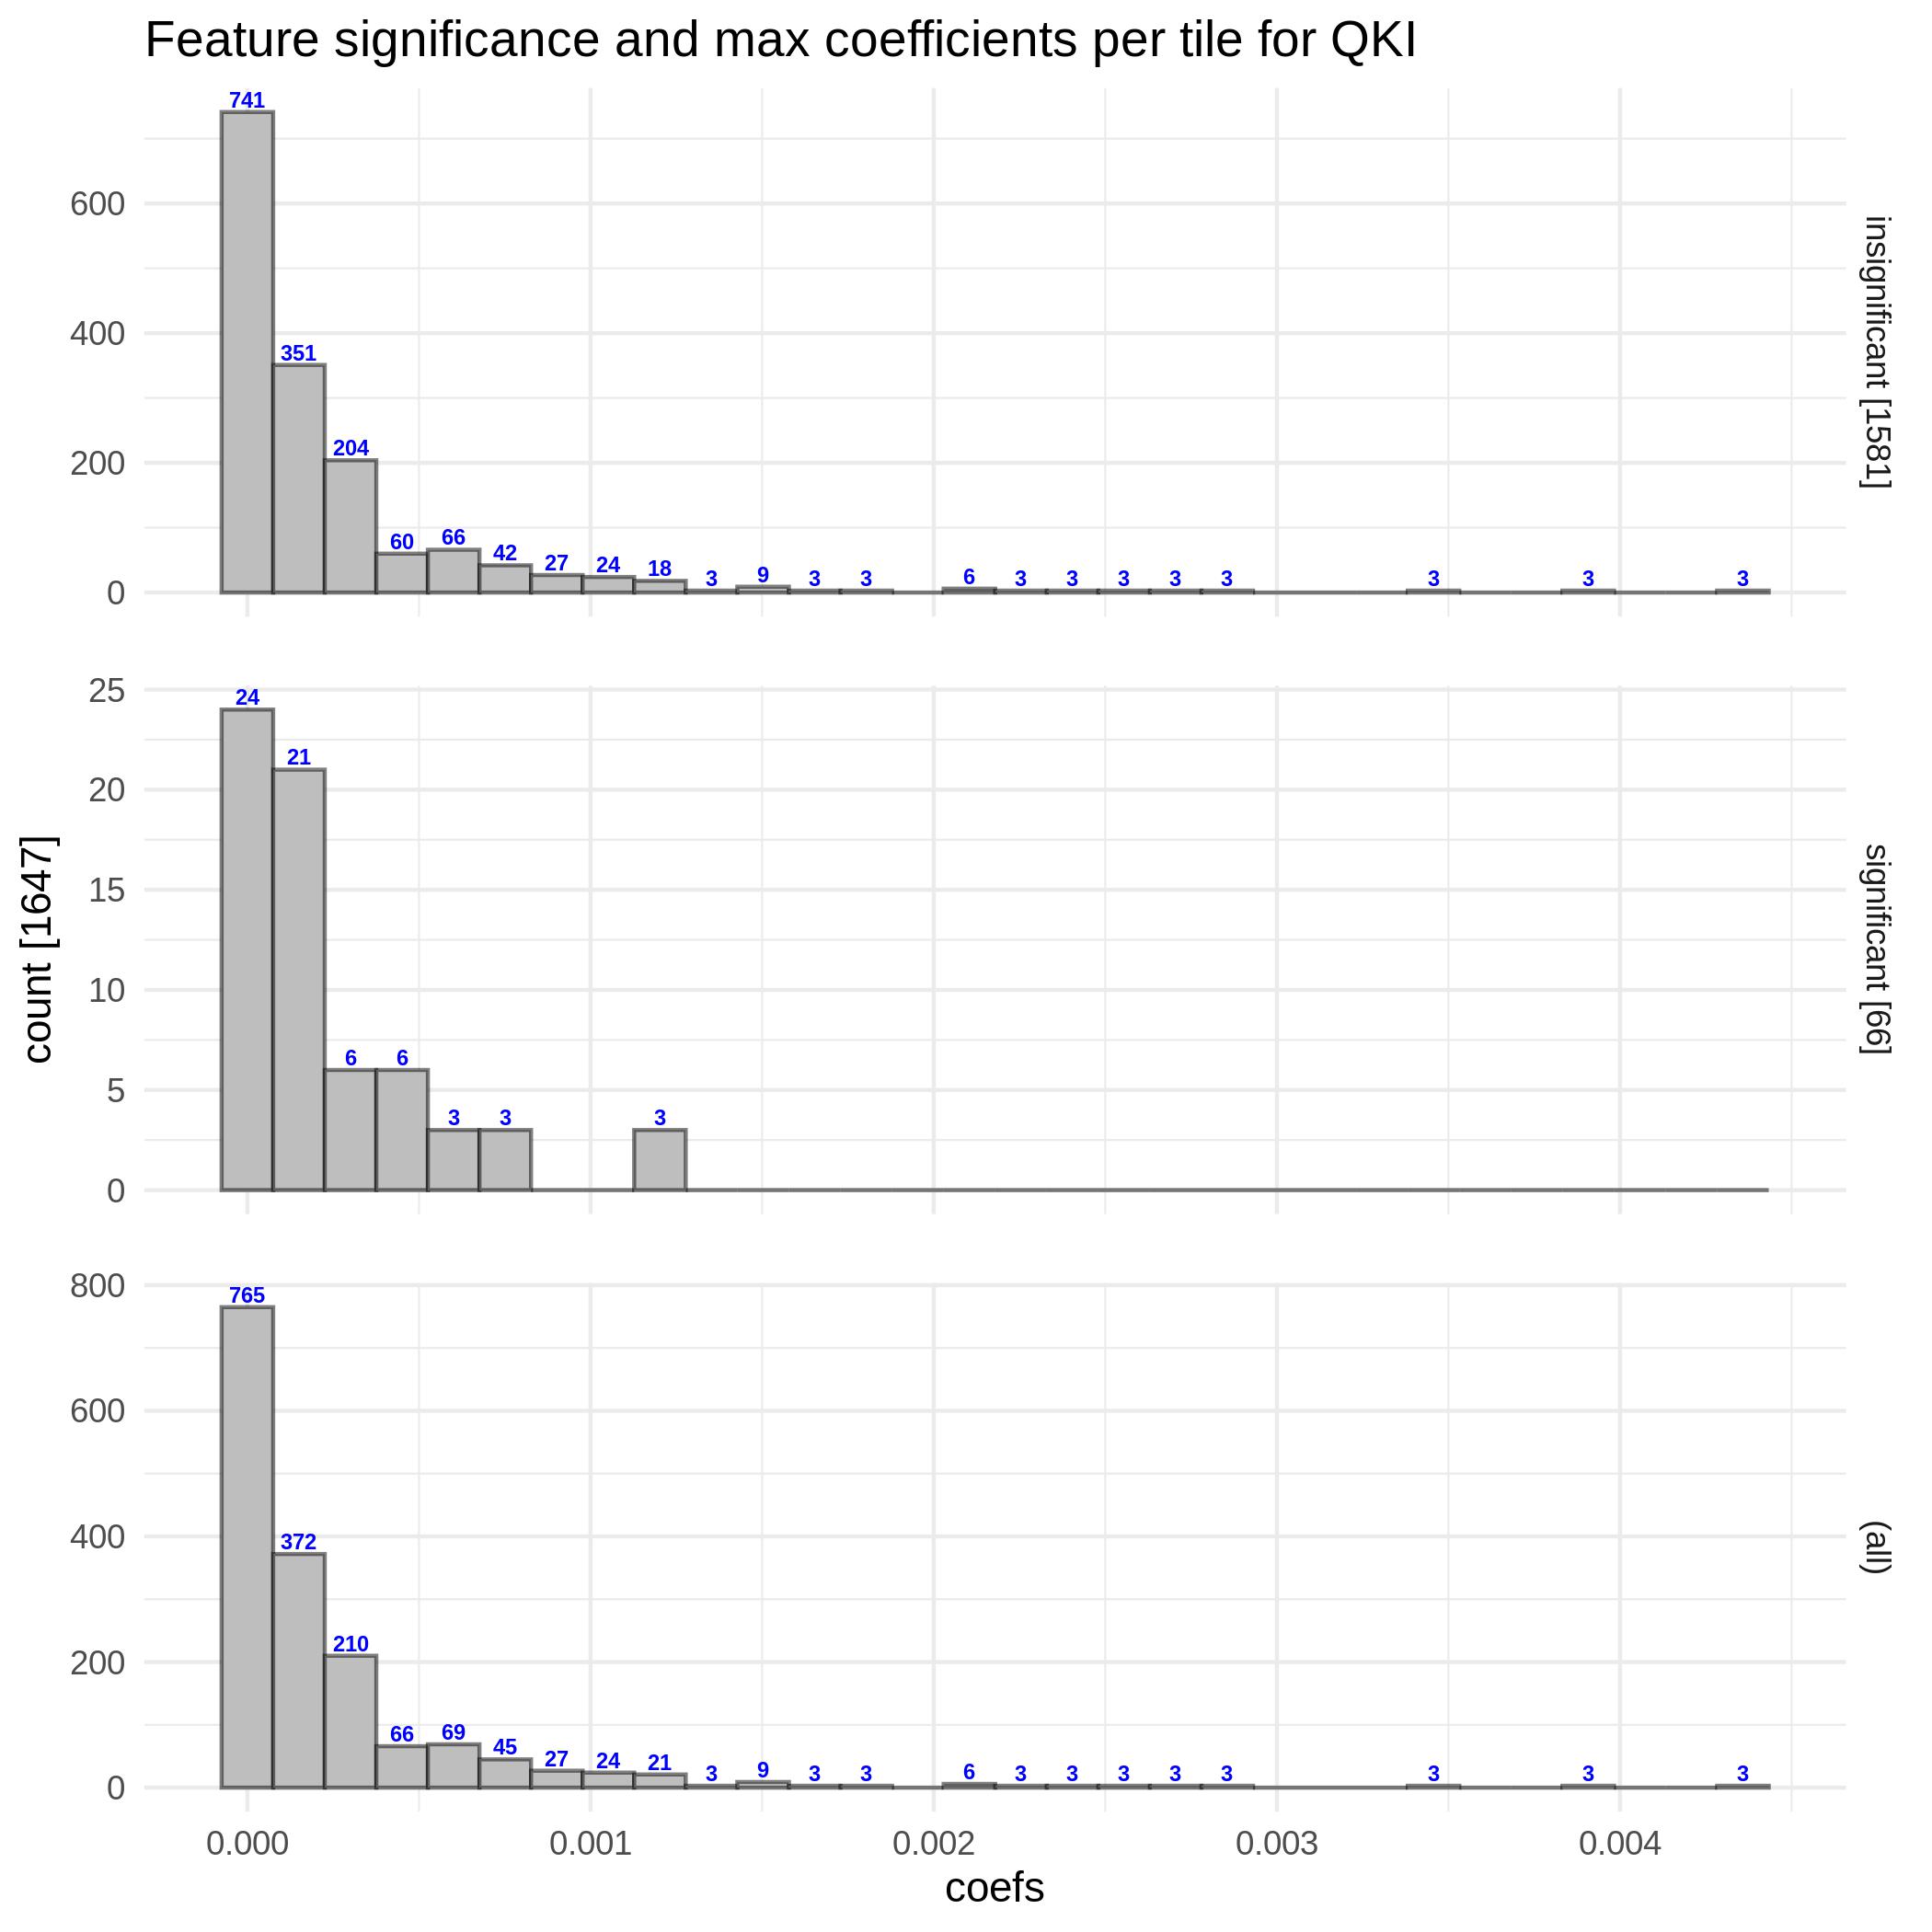 Feature significance and max coefficients per tile for QKI
741
351
204
60 66 42 27 24 18 3 9 3 3 6 3 3 3 3 3 3 3 3
600
400
200
0
insignificant [1581]
24
21
6 6
3 3 3
25
20
15
10
5
0
significant [66]
count [1647]
765
372
210
66 69 45 27 24 21 3 9 3 3 6 3 3 3 3 3 3 3 3
800
600
400
200
0
(all)
0.000 0.001 0.002 0.003 0.004
coefs